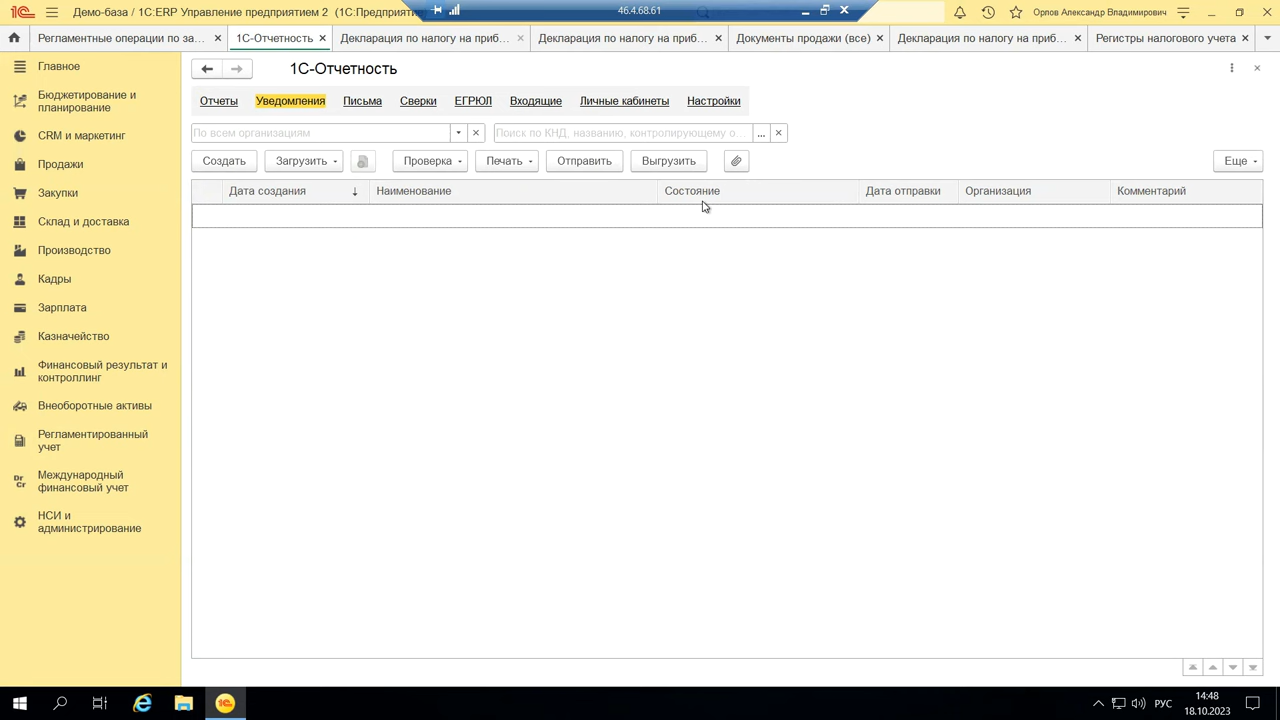 Демо-база / 1С:ERP Управление предприятием 2 (1С:Предприятие
46.4.68.61
Орлов Александр Владимирович
Регламентные операции по за...
1С-Отчетность
Декларация по налогу на приб...
Декларация по налогу на приб...
Документы продажи (все)
Декларация по налогу на приб...
Регистры налогового учета
Главное
Бюджетирование и
планирование
CRM и маркетинг
Продажи
Закупки
Склад и доставка
Производство
Кадры
Зарплата
Казначейство
Финансовый результат и
контроллинг
Внеоборотные активы
Регламентированный
учет
Dr
Cr
Международный
финансовый учет
НСИ и
администрирование
1С-Отчетность
Отчеты
Уведомления
Письма
Сверки
ЕГРЮЛ
Входящие
Личные кабинеты
Настройки
По всем организациям
Поиск по КНД, названию, контролирующему о...
...
Создать
Загрузить
Проверка
Печать
Отправить
Выгрузить
Еще
Дата создания
Наименование
Состояние
Дата отправки
Организация
Комментарий
РУС
14:48
18.10.2023